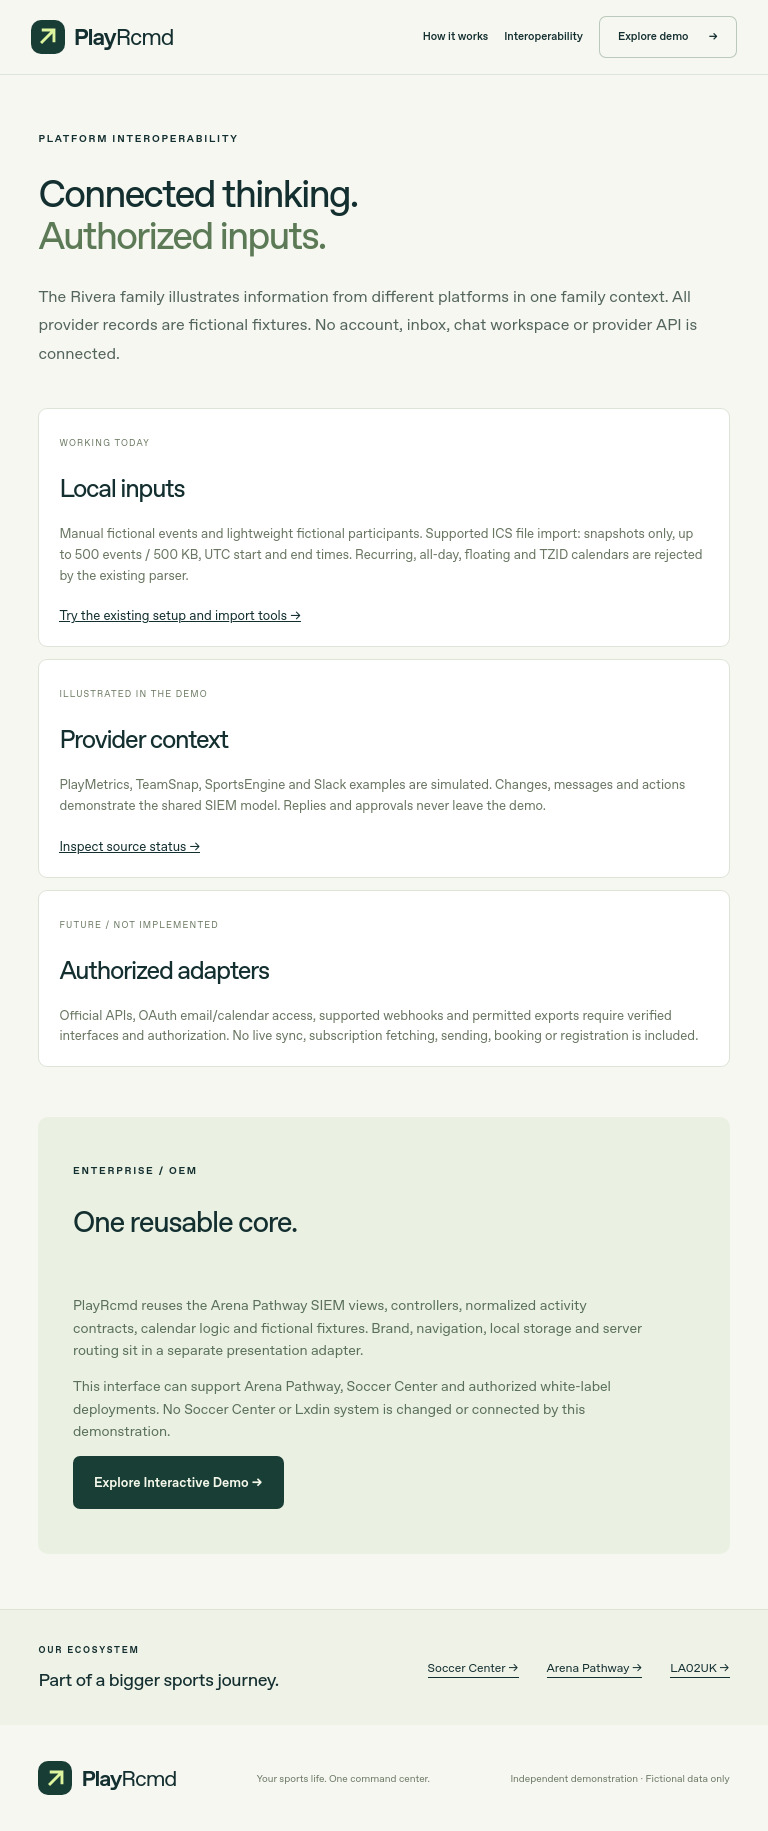 PlayRcmd
How it works Interoperability Explore demo →
PLATFORM INTEROPERABILITY
Connected thinking.
Authorized inputs.
The Rivera family illustrates information from different platforms in one family context. All
provider records are fictional fixtures. No account, inbox, chat workspace or provider API is
connected.
WORKING TODAY
Local inputs
Manual fictional events and lightweight fictional participants. Supported ICS file import: snapshots only, up
to 500 events / 500 KB, UTC start and end times. Recurring, all-day, floating and TZID calendars are rejected
by the existing parser.
Try the existing setup and import tools →
ILLUSTRATED IN THE DEMO
Provider context
PlayMetrics, TeamSnap, SportsEngine and Slack examples are simulated. Changes, messages and actions
demonstrate the shared SIEM model. Replies and approvals never leave the demo.
Inspect source status →
FUTURE / NOT IMPLEMENTED
Authorized adapters
Official APIs, OAuth email/calendar access, supported webhooks and permitted exports require verified
interfaces and authorization. No live sync, subscription fetching, sending, booking or registration is included.
ENTERPRISE / OEM
One reusable core.
PlayRcmd reuses the Arena Pathway SIEM views, controllers, normalized activity
contracts, calendar logic and fictional fixtures. Brand, navigation, local storage and server
routing sit in a separate presentation adapter.
This interface can support Arena Pathway, Soccer Center and authorized white-label
deployments. No Soccer Center or Lxdin system is changed or connected by this
demonstration.
Explore Interactive Demo →
OUR ECOSYSTEM
Part of a bigger sports journey.
Soccer Center → Arena Pathway → LA02UK →
PlayRcmd
Your sports life. One command center.
Independent demonstration · Fictional data only